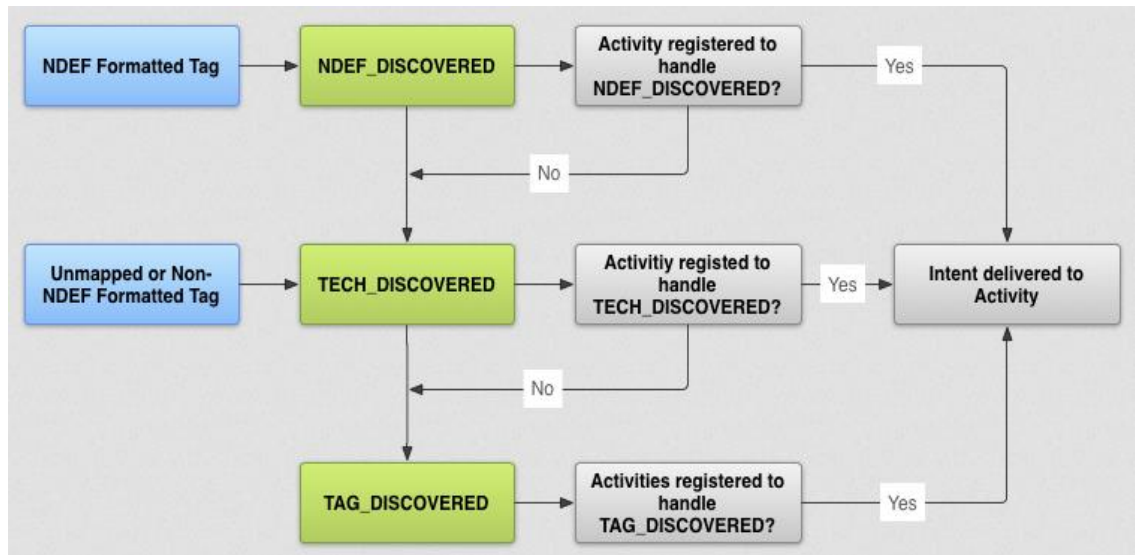 NDEF Formatted Tag
NDEF_DISCOVERED
Activity registered to
handle
NDEF_DISCOVERED?
Yes
No
Unmapped or Non-
NDEF Formatted Tag
TECH_DISCOVERED
Activitiy registed to
handle
TECH_DISCOVERED?
Yes
Intent delivered to
Activity
No
TAG_DISCOVERED
Activities registered to
handle
TAG_DISCOVERED?
Yes